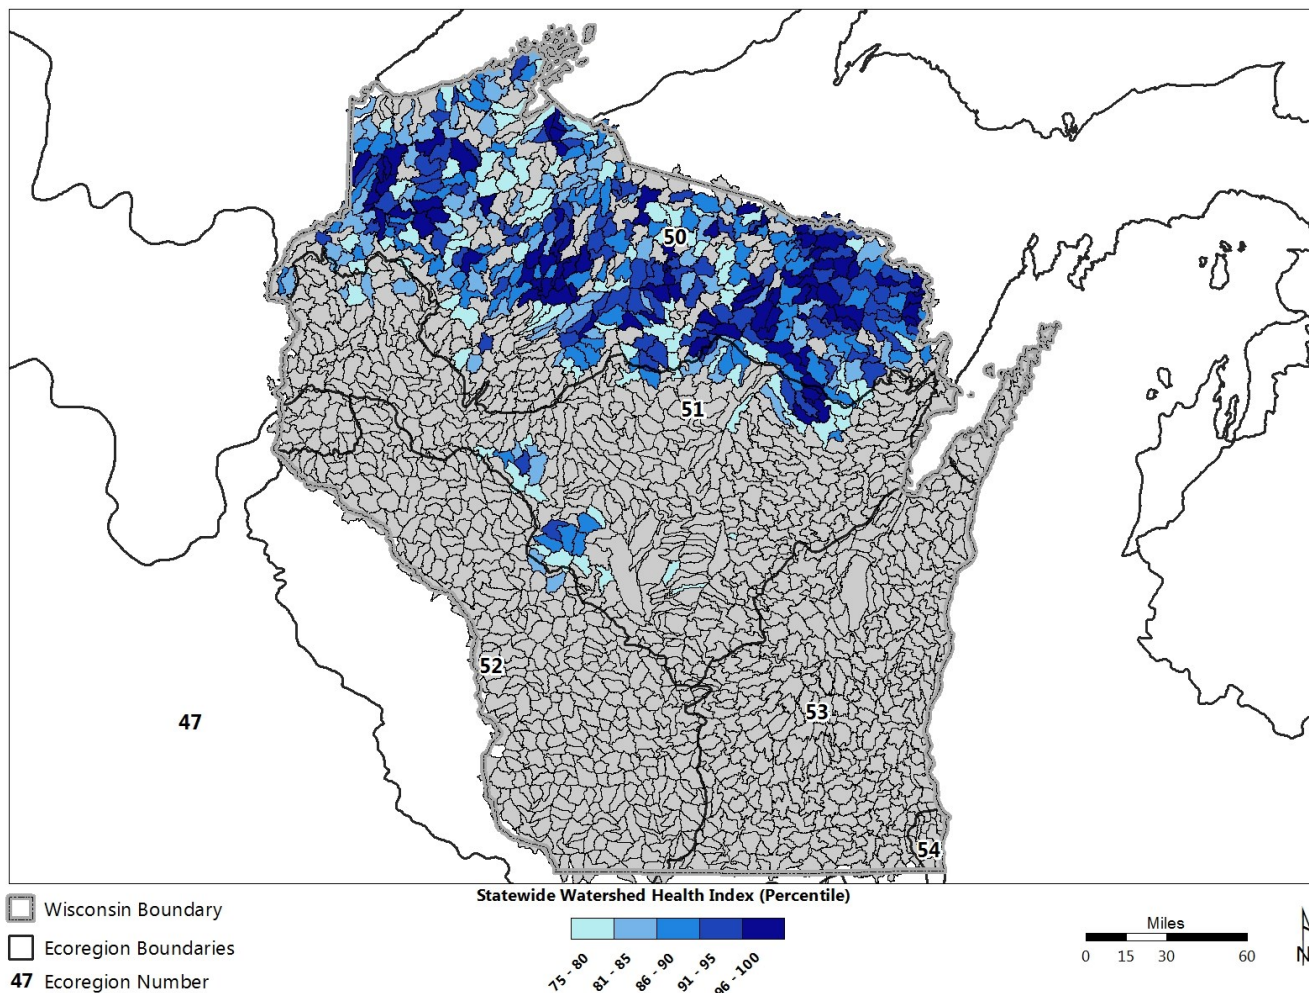 50
51
52
47
53
54
Statewide Watershed Health Index (Percentile)
Wisconsin Boundary
Ecoregion Boundaries
47 Ecoregion Number
75 - 80
81 - 85
86 - 90
91 - 95
96 - 100
Miles
0 15 30 60
N